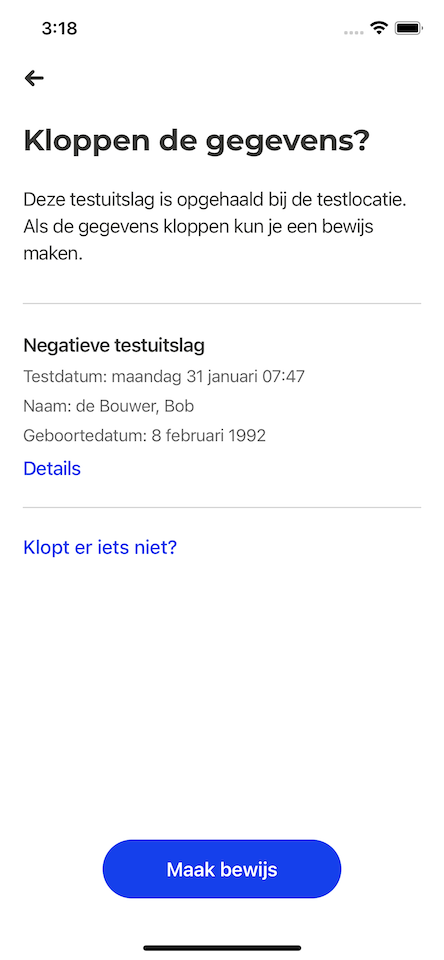 3:18
Kloppen de gegevens?
Deze testuitslag is opgehaald bij de testlocatie.
Als de gegevens kloppen kun je een bewijs
maken.
Negatieve testuitslag
Testdatum: maandag 31 januari 07:47
Naam: de Bouwer, Bob
Geboortedatum: 8 februari 1992
Details
Klopt er iets niet?
Maak bewijs